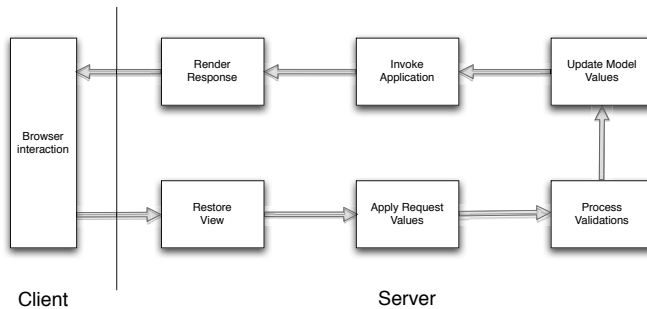 Render
Response
Invoke
Application
Update Model
Values
Browser
interaction
Restore
View
Apply Request
Values
Process
Validations
Client
Server